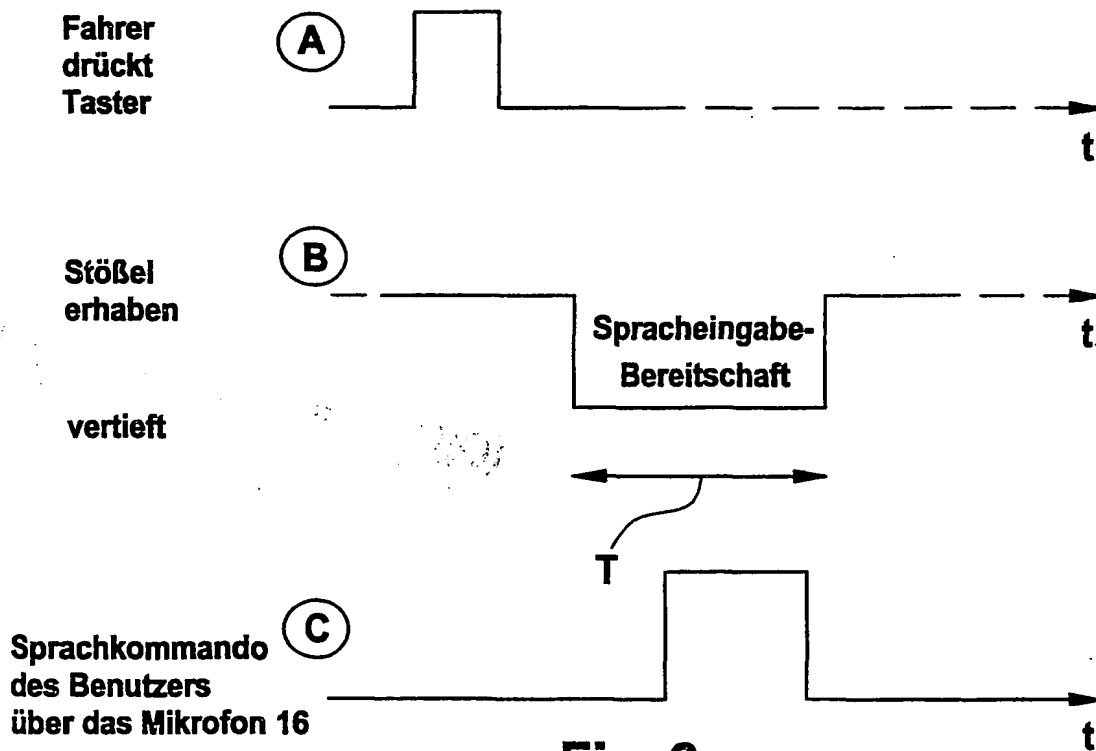 Fahrer
drückt
Taster
A
t
B
Stößel
erhaben
t
Spracheingabe-
Bereitschaft
vertieft
T
C
Sprachkommando
des Benutzers
über das Mikrofon 16
t